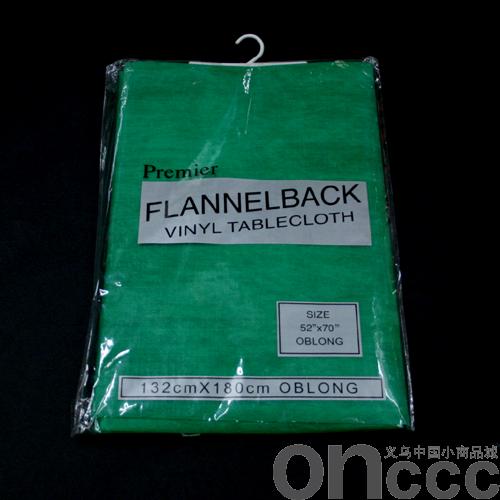 Premier
FLANNELBACK
VINYL TABLECLOTH
SIZE
52"x70"
OBLONG
132cmX180cm OBLONG
义乌中国小商品城
onccc